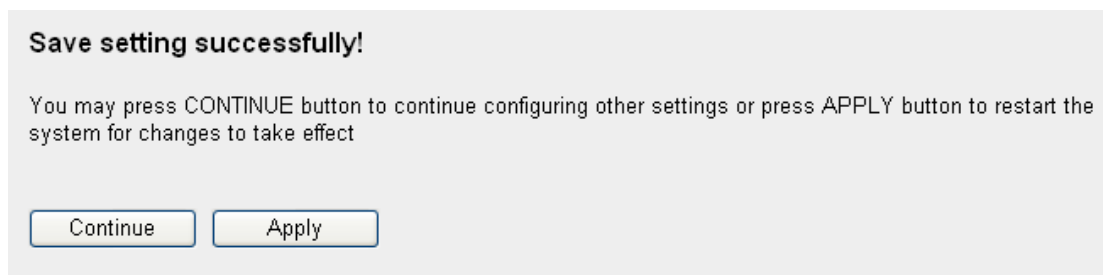 Save setting successfully!
You may press CONTINUE button to continue configuring other settings or press APPLY button to restart the
system for changes to take effect
Continue
Apply